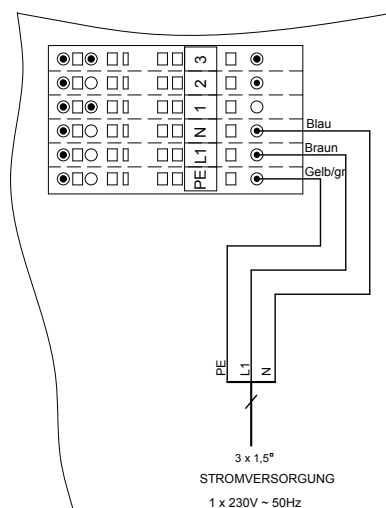 3
2
1
N
L1
PE
Blau
Braun
Gelb/gr
PE
L1
N
3 x 1,5¤
STROMVERSORGUNG
1 x 230V ~ 50Hz